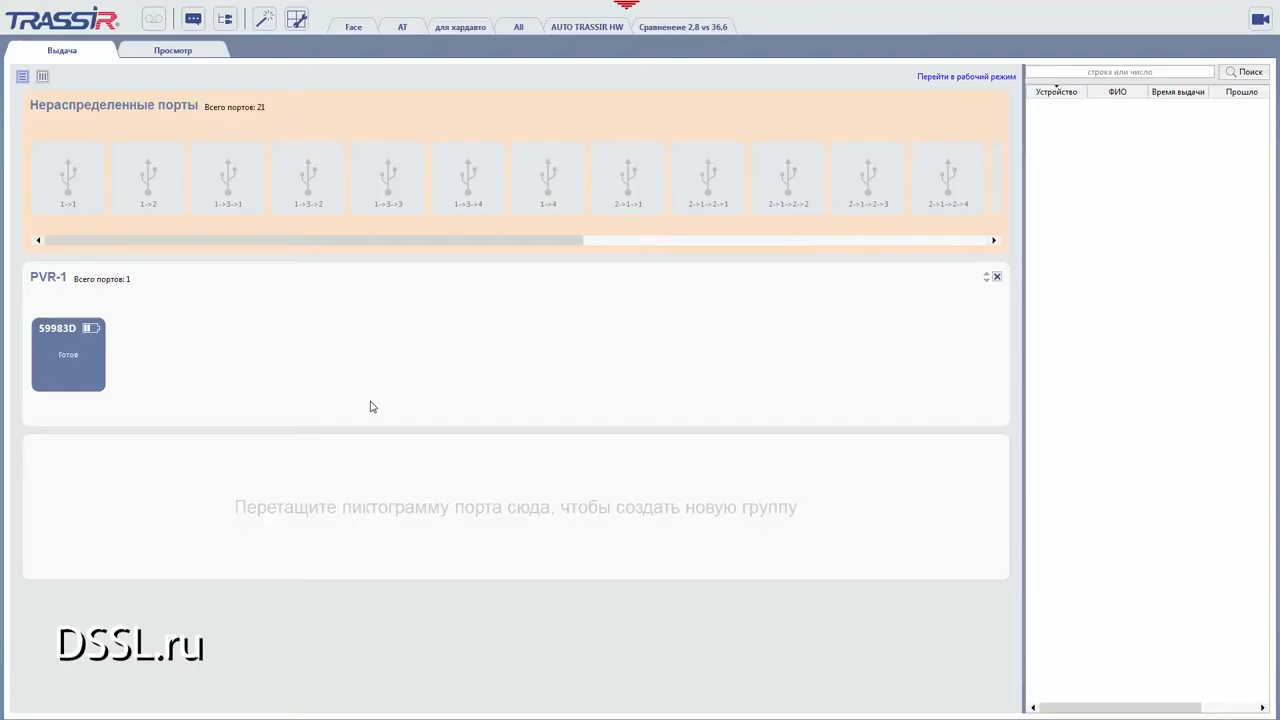 TRASSIR
Face
AT
для хардавто
All
AUTO TRASSIR HW
Сравненеие 2,8 vs 36,6
Выдача
Просмотр
Перейти в рабочий режим
строка или число
Поиск
Устройство
ФИО
Время выдачи
Прошло
Нераспределенные порты
Всего портов: 21
1->1
1->2
1->3->1
1->3->2
1->3->3
1->3->4
1->4
2->1->1
2->1->2->1
2->1->2->2
2->1->2->3
2->1->2->4
PVR-1
Всего портов: 1
59983D
Готов
Перетащите пиктограмму порта сюда, чтобы создать новую группу
DSSL.ru